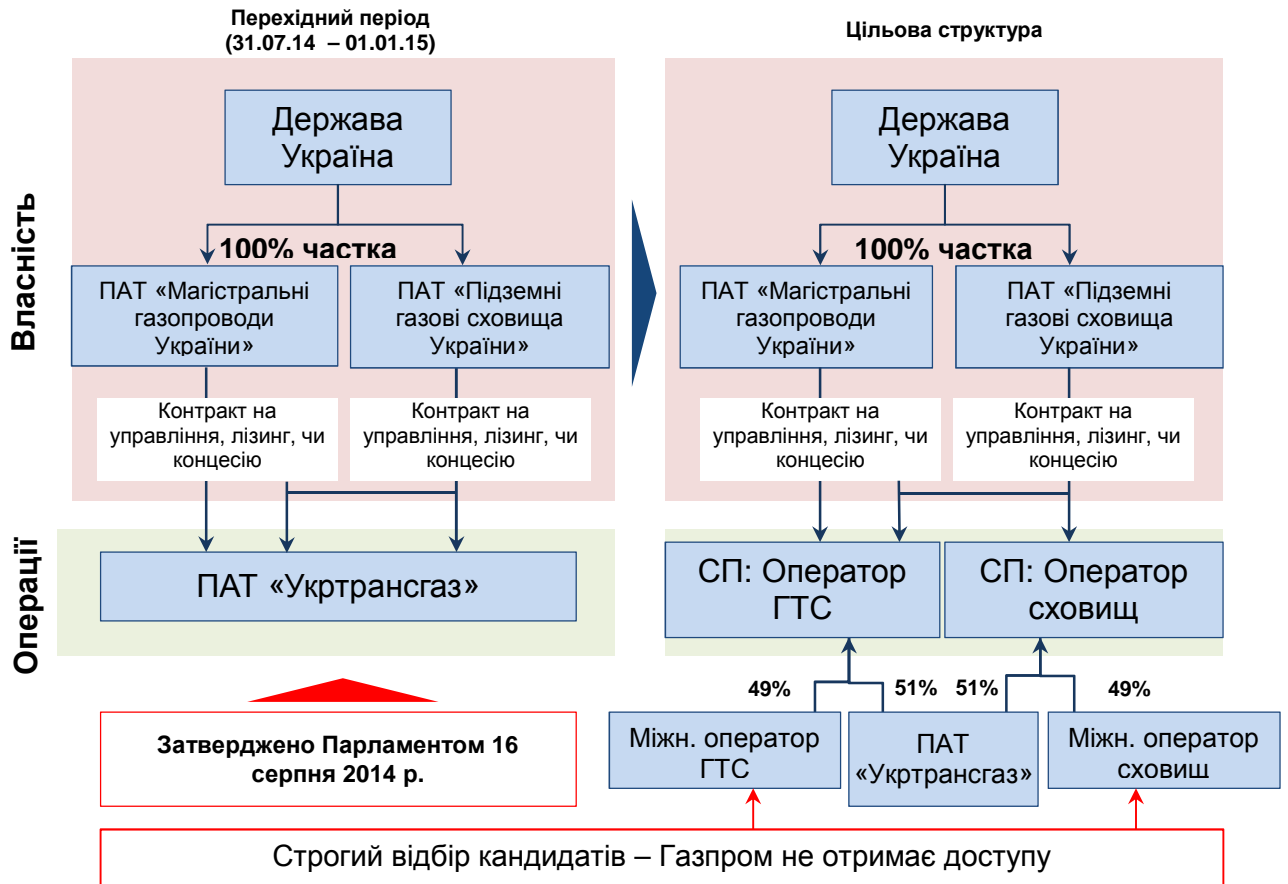 Перехідний період
(31.07.14 – 01.01.15)
Цільова структура
Власність
Держава
Україна
100% частка
ПАТ «Магістральні
газопроводи
України»
ПАТ «Підземні
газові сховища
України»
Контракт на
управління, лізинг, чи
концесію
Контракт на
управління, лізинг, чи
концесію
Держава
Україна
100% частка
ПАТ «Магістральні
газопроводи
України»
ПАТ «Підземні
газові сховища
України»
Контракт на
управління, лізинг, чи
концесію
Контракт на
управління, лізинг, чи
концесію
Операції
ПАТ «Укртрансгаз»
СП: Оператор
ГТС
СП: Оператор
сховищ
49%
51%
51%
49%
Затверджено Парламентом 16
серпня 2014 р.
Міжн. оператор
ГТС
ПАТ
«Укртрансгаз»
Міжн. оператор
сховищ
Строгий відбір кандидатів – Газпром не отримає доступу